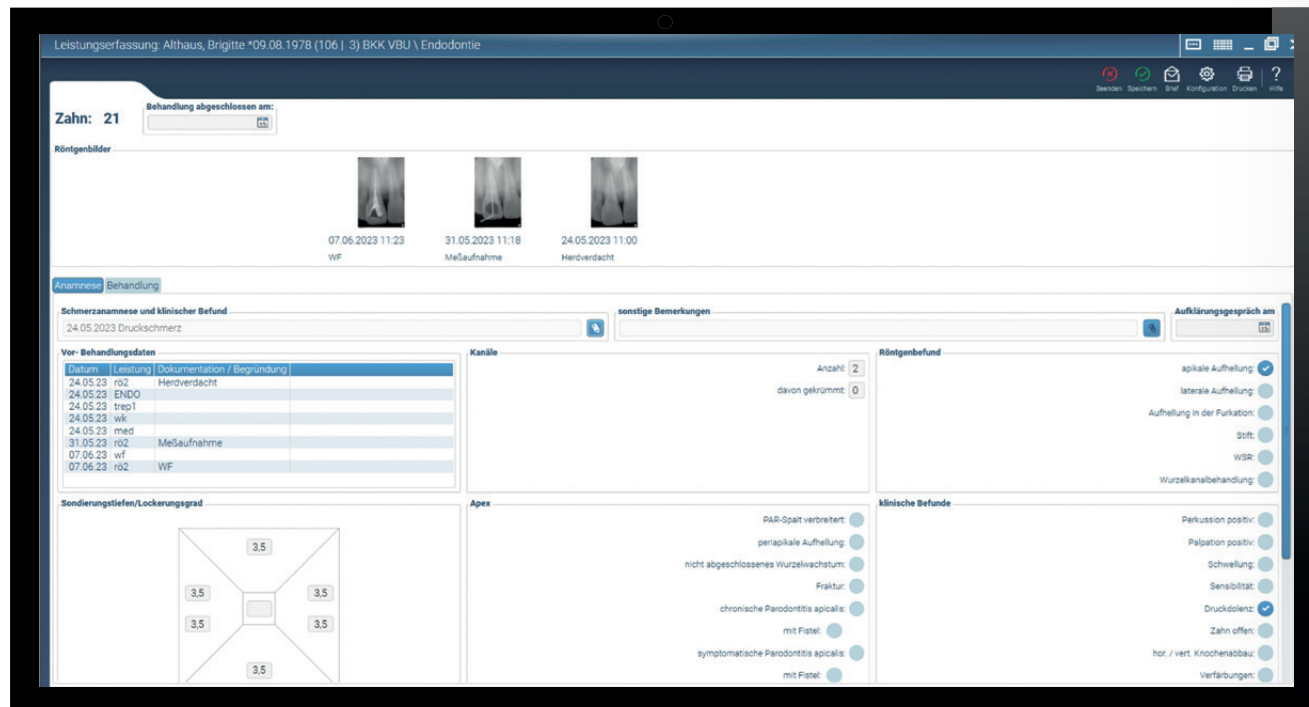 Leistungserfassung: Althaus, Brigitte *09.08.1978 (106 | 3) BKK VBU \ Endodontie
Beenden Speichern Brief Konfiguration Drucken Hilfe
Zahn: 21
Behandlung abgeschlossen am:
Röntgenbilder
07.06.2023 11:23 31.05.2023 11:18 24.05.2023 11:00
WF Meßaufnahme Herdverdacht
Anamnese Behandlung
Schmerzanamnese und klinischer Befund sonstige Bemerkungen Aufklärungsgespräch am
24.05.2023 Druckschmerz
Vor- Behandlungsdaten
Datum Leistung Dokumentation / Begründung
24.05.23 rö2 Herdverdacht
24.05.23 ENDO
24.05.23 trep1
24.05.23 wk
24.05.23 med
31.05.23 rö2 Meßaufnahme
07.06.23 wf
07.06.23 rö2 WF
Kanäle
Anzahl: 2
davon gekrümmt: 0
Röntgenbefund
apikale Aufhellung:
laterale Aufhellung:
Aufhellung in der Furkation:
Stift:
WSR:
Wurzelkanalbehandlung:
Sondierungstiefen/Lockerungsgrad
3,5
3,5 3,5
3,5 3,5
3,5
Apex
PAR-Spalt verbreitert:
periapikale Aufhellung:
nicht abgeschlossenes Wurzelwachstum:
Fraktur:
chronische Parodontitis apicalis:
mit Fistel:
symptomatische Parodontitis apicalis:
mit Fistel:
klinische Befunde
Perkussion positiv:
Palpation positiv:
Schwellung:
Sensibilität:
Druckdolenz:
Zahn offen:
hor. / vert. Knochenabbau:
Verfärbungen: